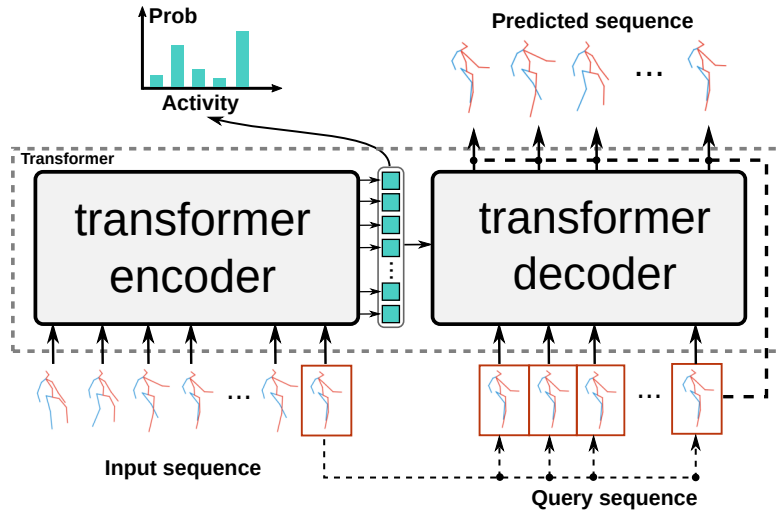 Prob
Activity
Predicted sequence
Transformer
transformer
encoder
transformer
decoder
Input sequence
Query sequence